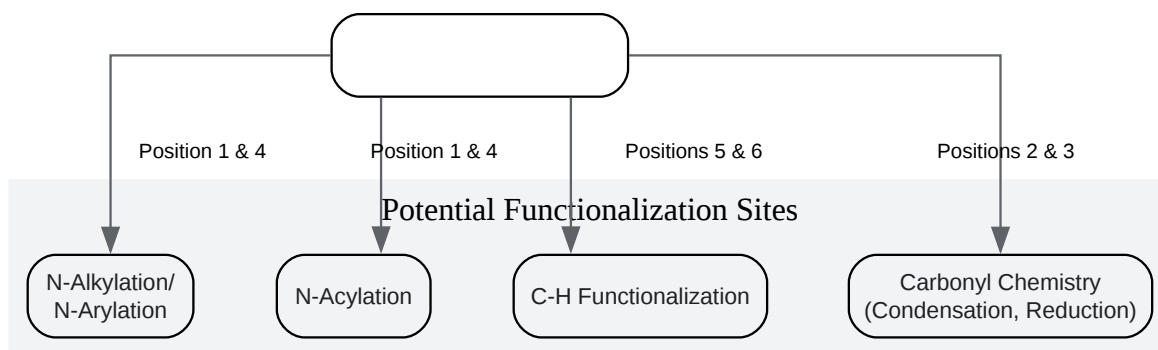 Position 1 & 4
Position 1 & 4
Positions 5 & 6
Positions 2 & 3
Potential Functionalization Sites
N-Alkylation/
N-Arylation
N-Acylation
C-H Functionalization
Carbonyl Chemistry
(Condensation, Reduction)